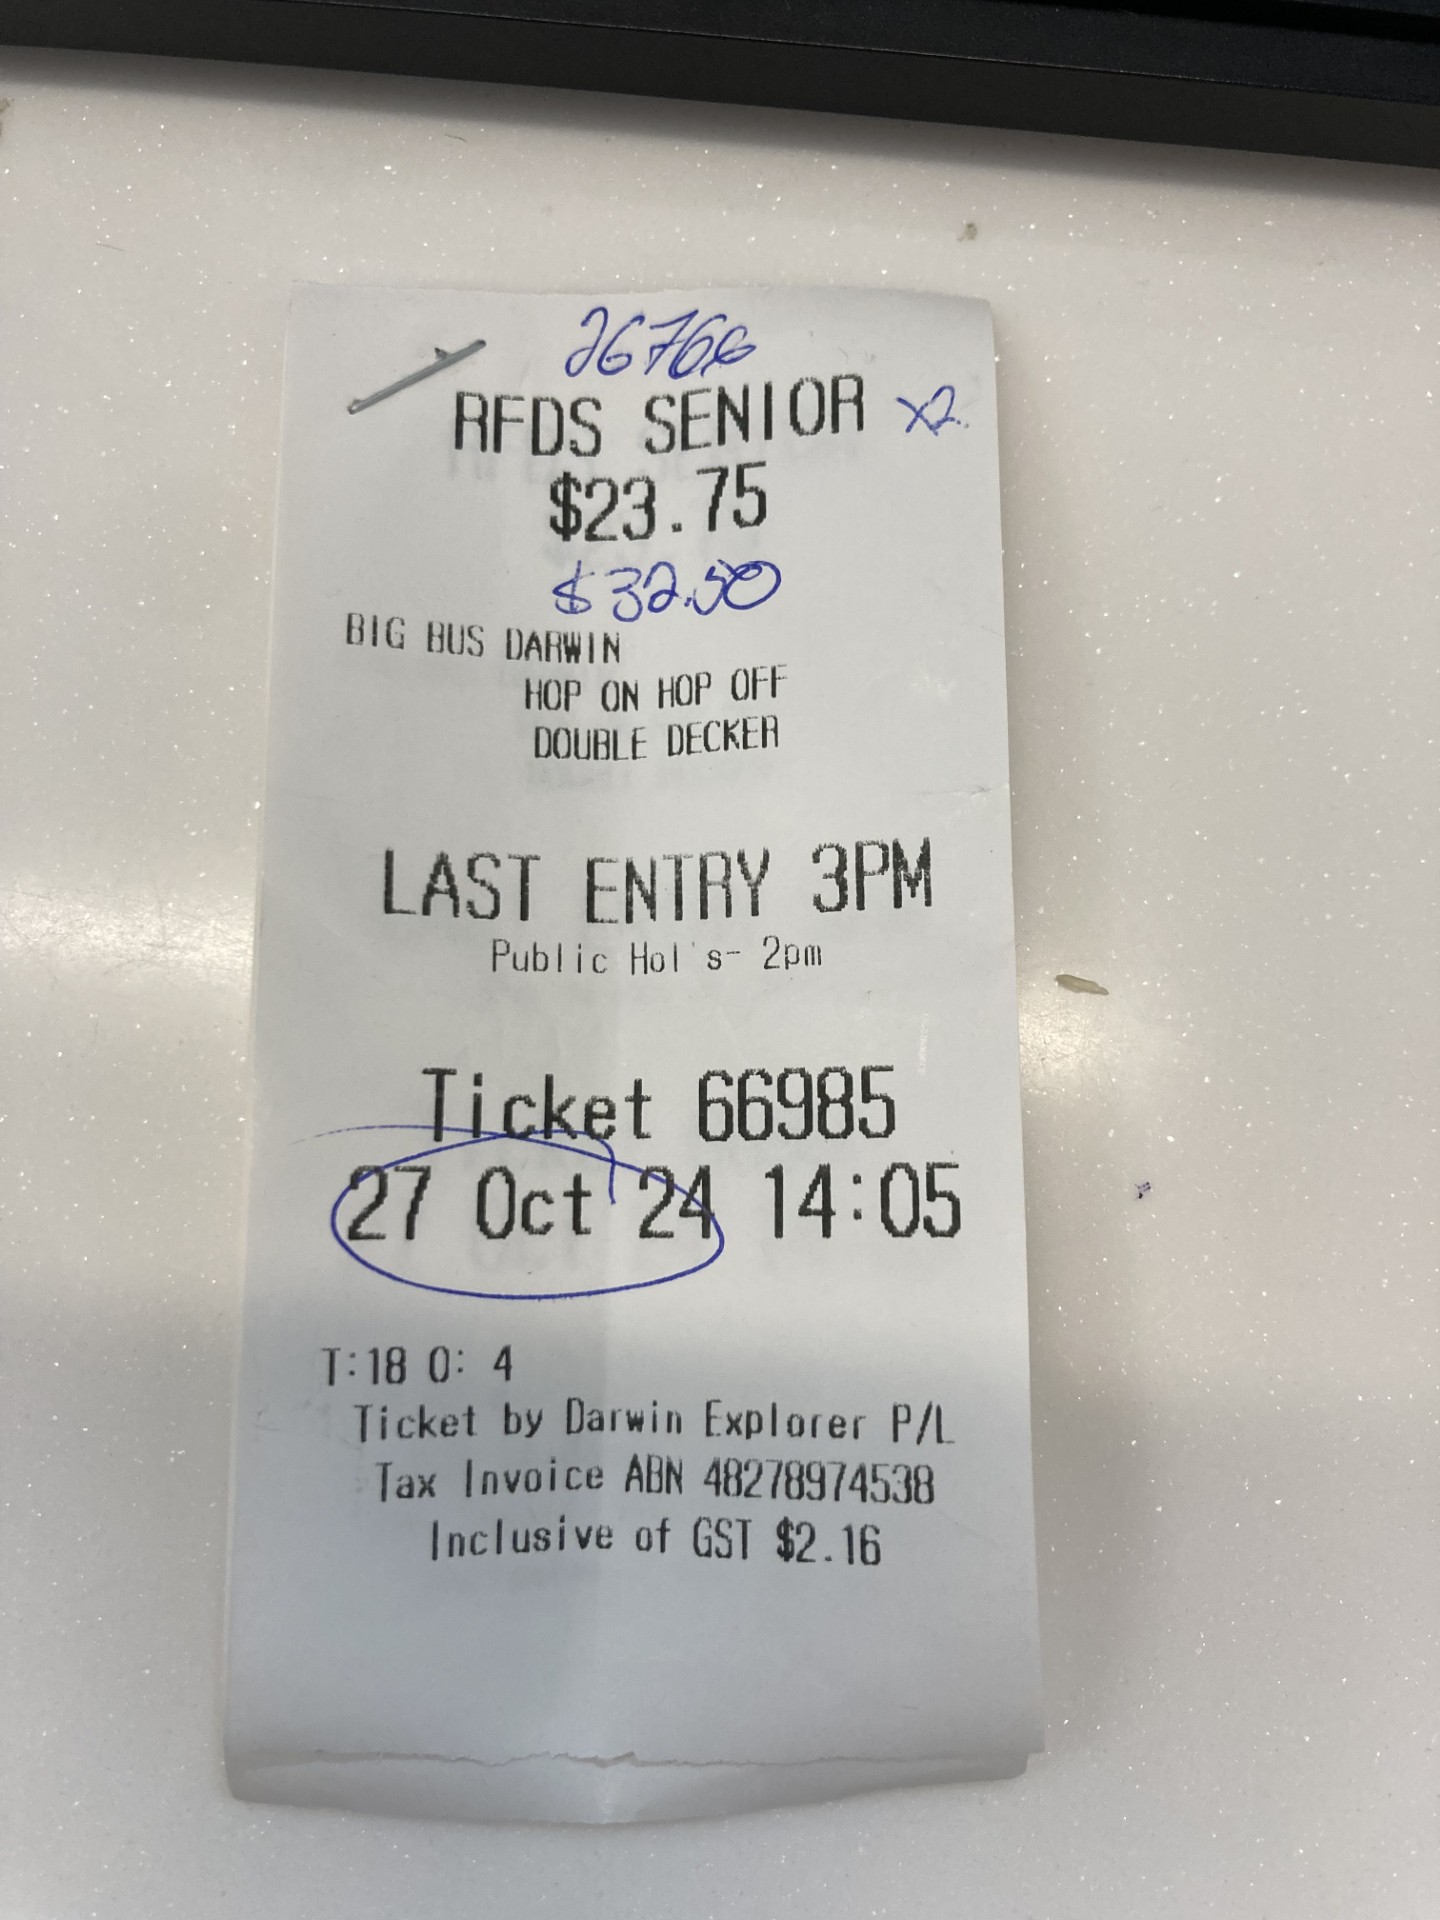 26766
RFDS SENIOR x2.
$23.75
$32.50
BIG BUS DARWIN
HOP ON HOP OFF
DOUBLE DECKER
LAST ENTRY 3PM
Public Hol's- 2pm
Ticket 66985
27 Oct 24 14:05
T:18 O: 4
Ticket by Darwin Explorer P/L
Tax Invoice ABN 48278974538
Inclusive of GST $2.16